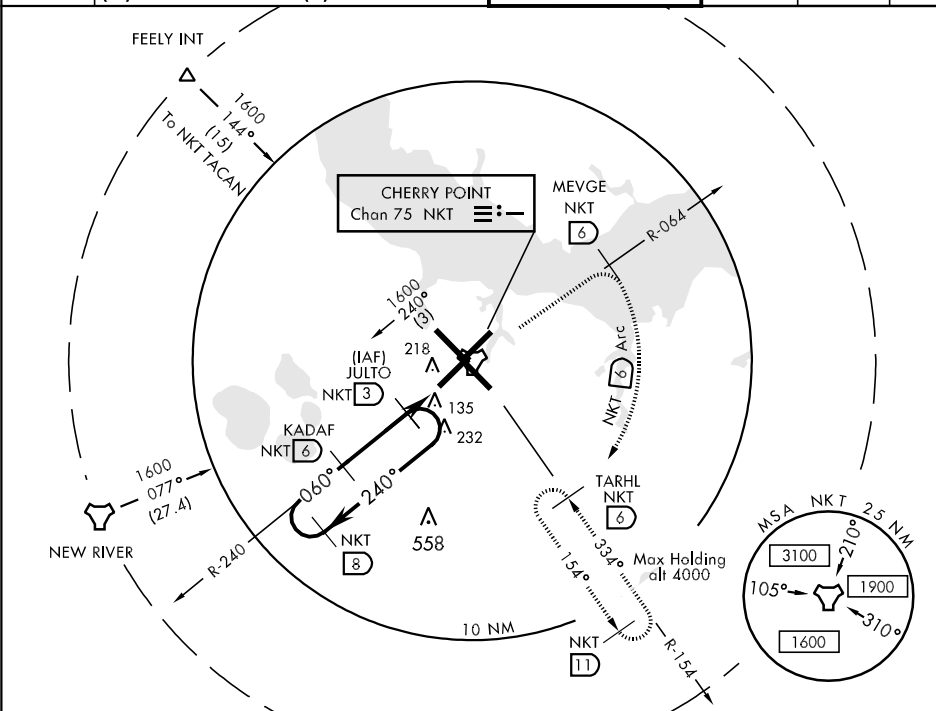 FEELY INT
1600
144°
(15)
To NKT TACAN
CHERRY POINT
Chan 75 NKT
MEVGE
NKT
6
R-064
1600
240°
(3)
218
(IAF)
JULTO
NKT 3
135
232
KADAF
NKT 6
NKT 6 Arc
1600
077°
(27.4)
NEW RIVER
060°
240°
R-240
NKT
8
558
TARHL
NKT
6
334°
154°
Max Holding
alt 4000
10 NM
NKT
11
R-154
MSA NKT 25 NM
3100
210°
105°
1900
310°
1600